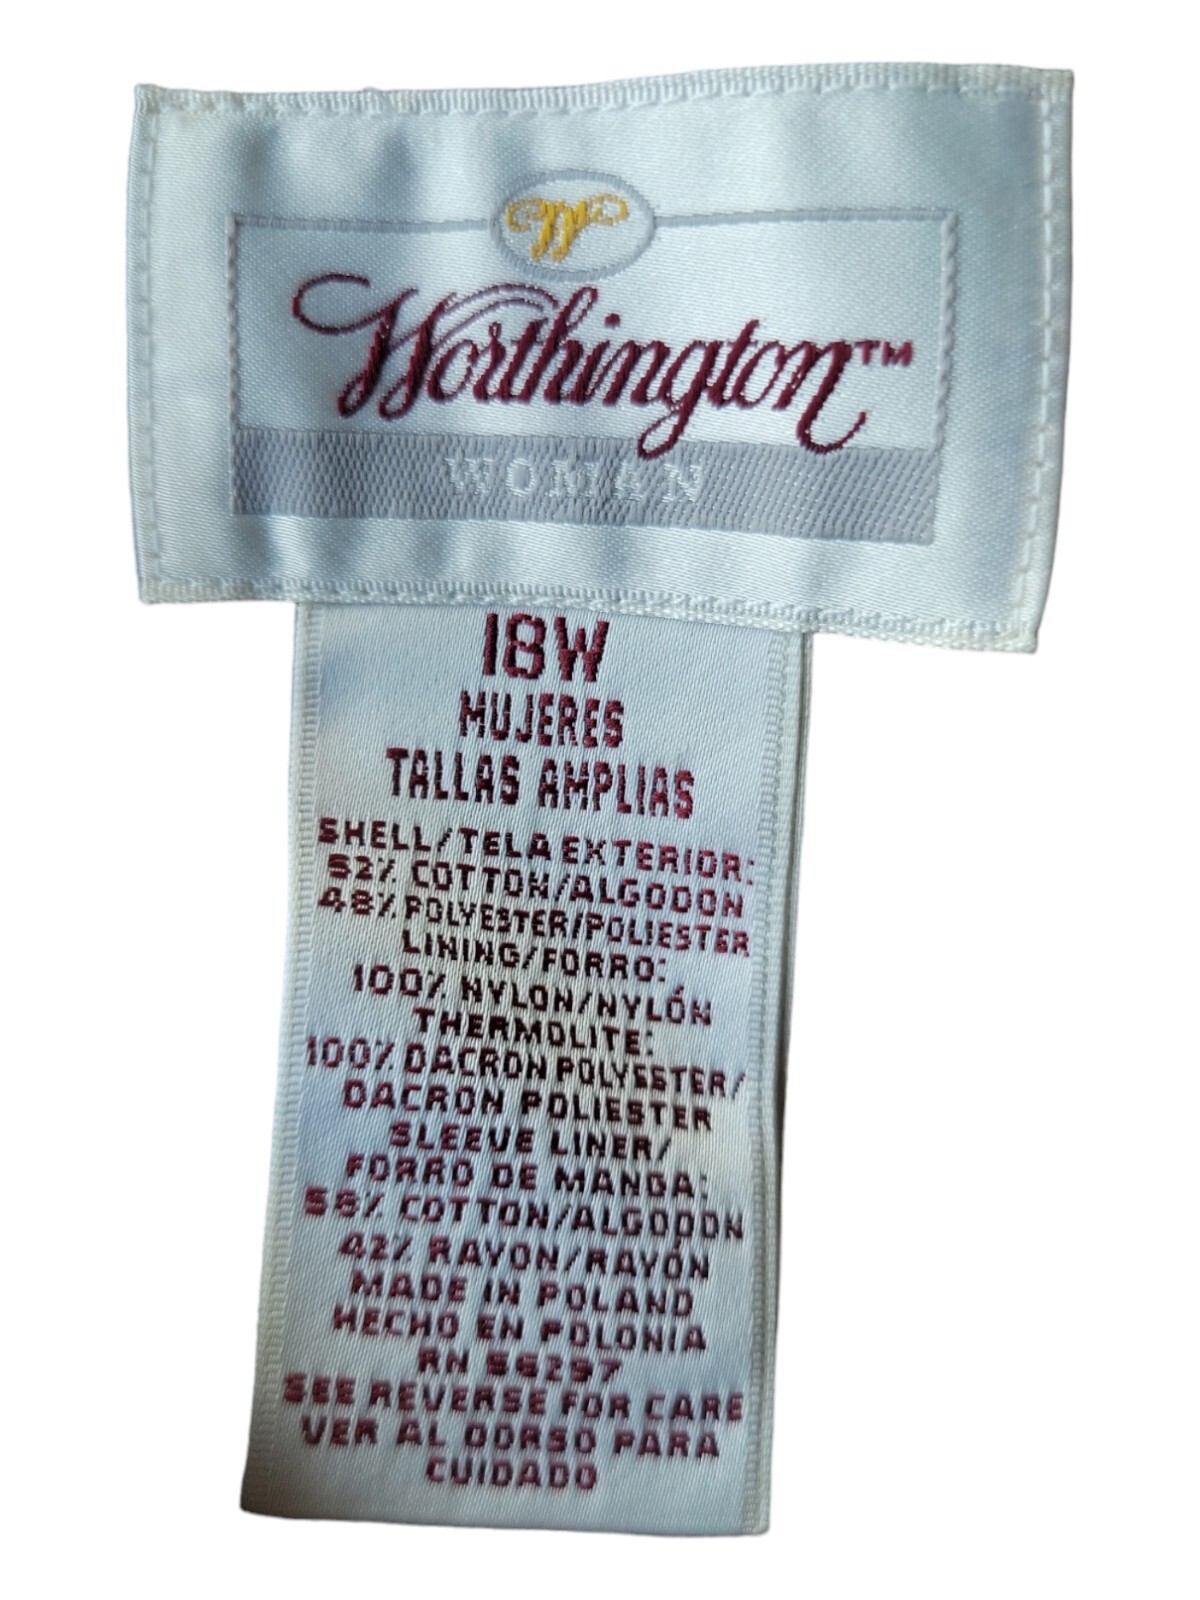 W
Worthington™
WOMAN
18W
MUJERES
TALLAS AMPLIAS
SHELL/TELA EXTERIOR:
52% COTTON/ALGODON
48% POLYESTER/POLIESTER
LINING/FORRO:
100% NYLON/NYLÓN
THERMOLITE:
100% DACRON POLYESTER/
DACRON POLIESTER
SLEEVE LINER/
FORRO DE MANGA:
58% COTTON/ALGODON
42% RAYON/RAYÓN
MADE IN POLAND
HECHO EN POLONIA
RN 56297
SEE REVERSE FOR CARE
VER AL DORSO PARA
CUIDADO